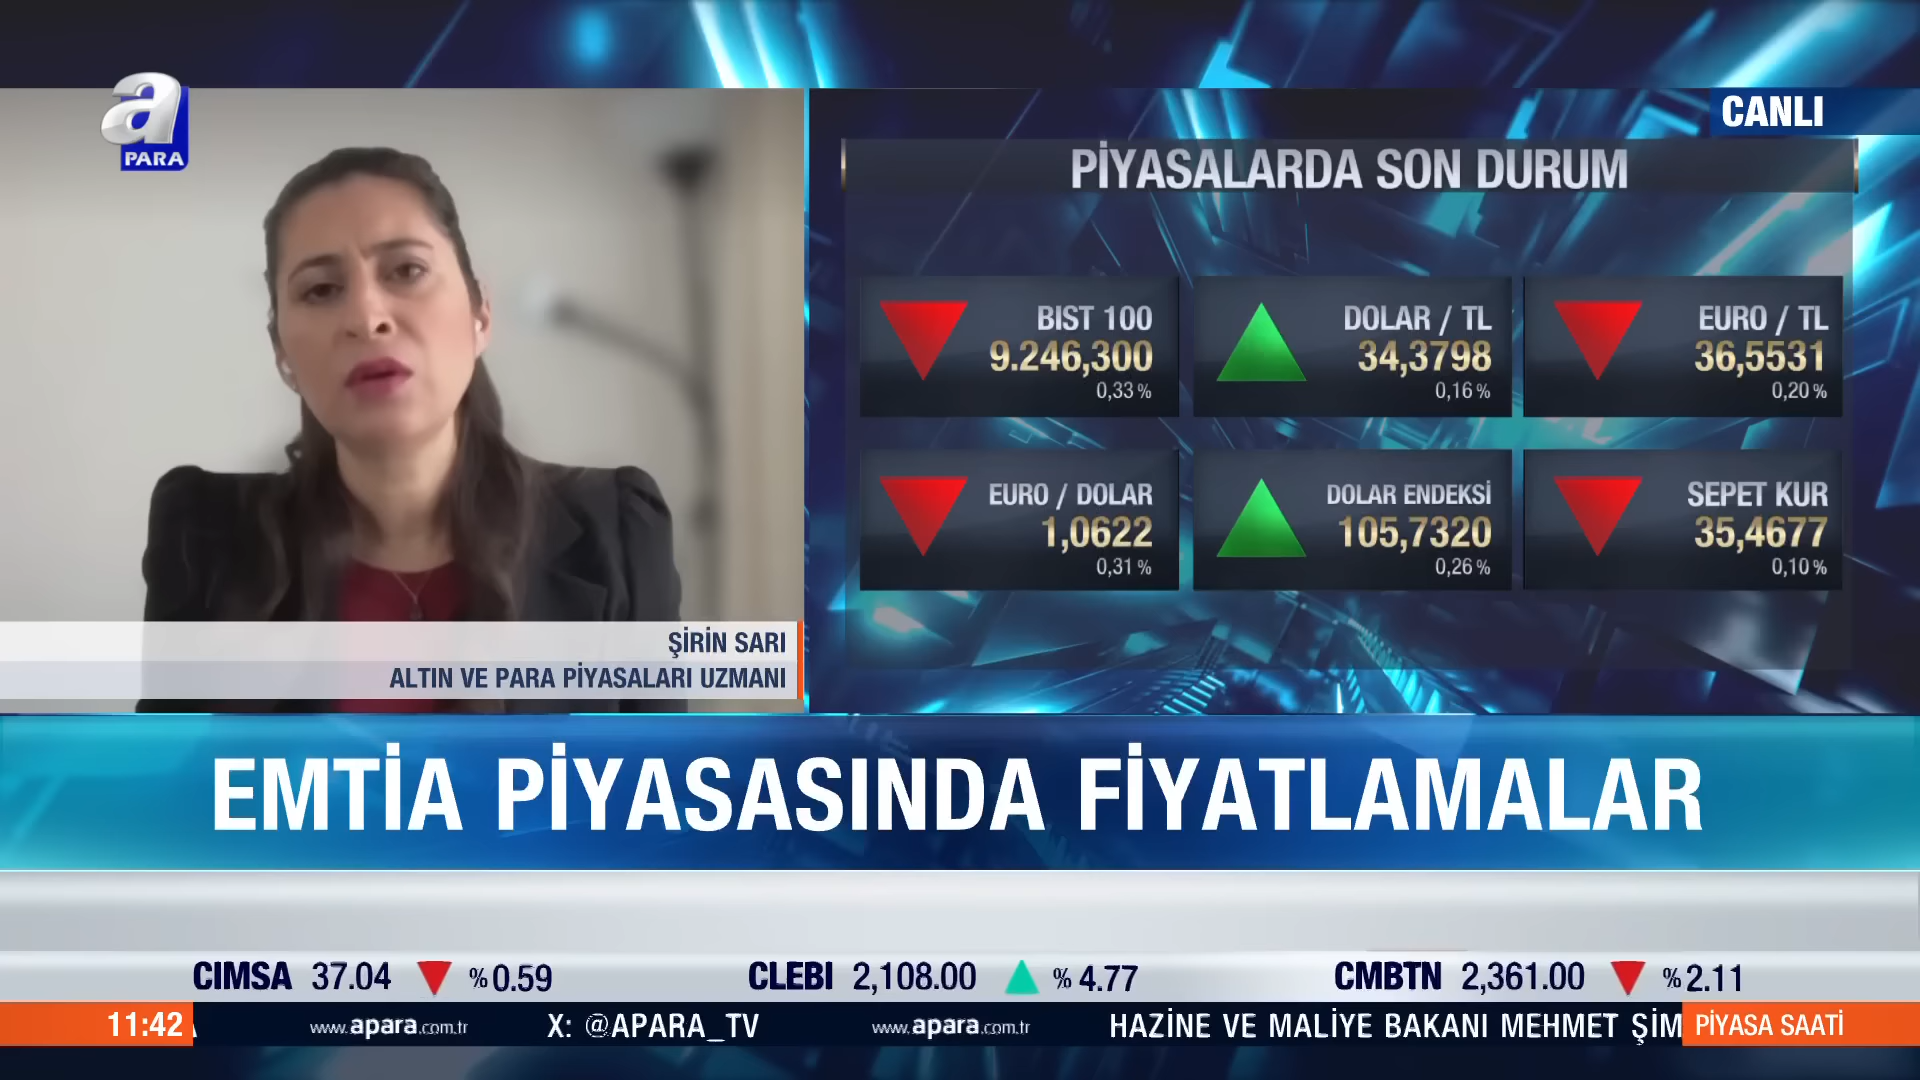 a
PARA
CANLI
PİYASALARDA SON DURUM
BIST 100
9.246,300
0,33 %
DOLAR / TL
34,3798
0,16 %
EURO / TL
36,5531
0,20 %
EURO / DOLAR
1,0622
0,31 %
DOLAR ENDEKSİ
105,7320
0,26 %
SEPET KUR
35,4677
0,10 %
ŞİRİN SARI
ALTIN VE PARA PİYASALARI UZMANI
EMTİA PİYASASINDA FİYATLAMALAR
CIMSA 37.04 %0.59 CLEBI 2,108.00 % 4.77 CMBTN 2,361.00 %2.11
11:42 www.apara.com.tr X: @APARA_TV www.apara.com.tr HAZİNE VE MALİYE BAKANI MEHMET ŞİM PİYASA SAATİ